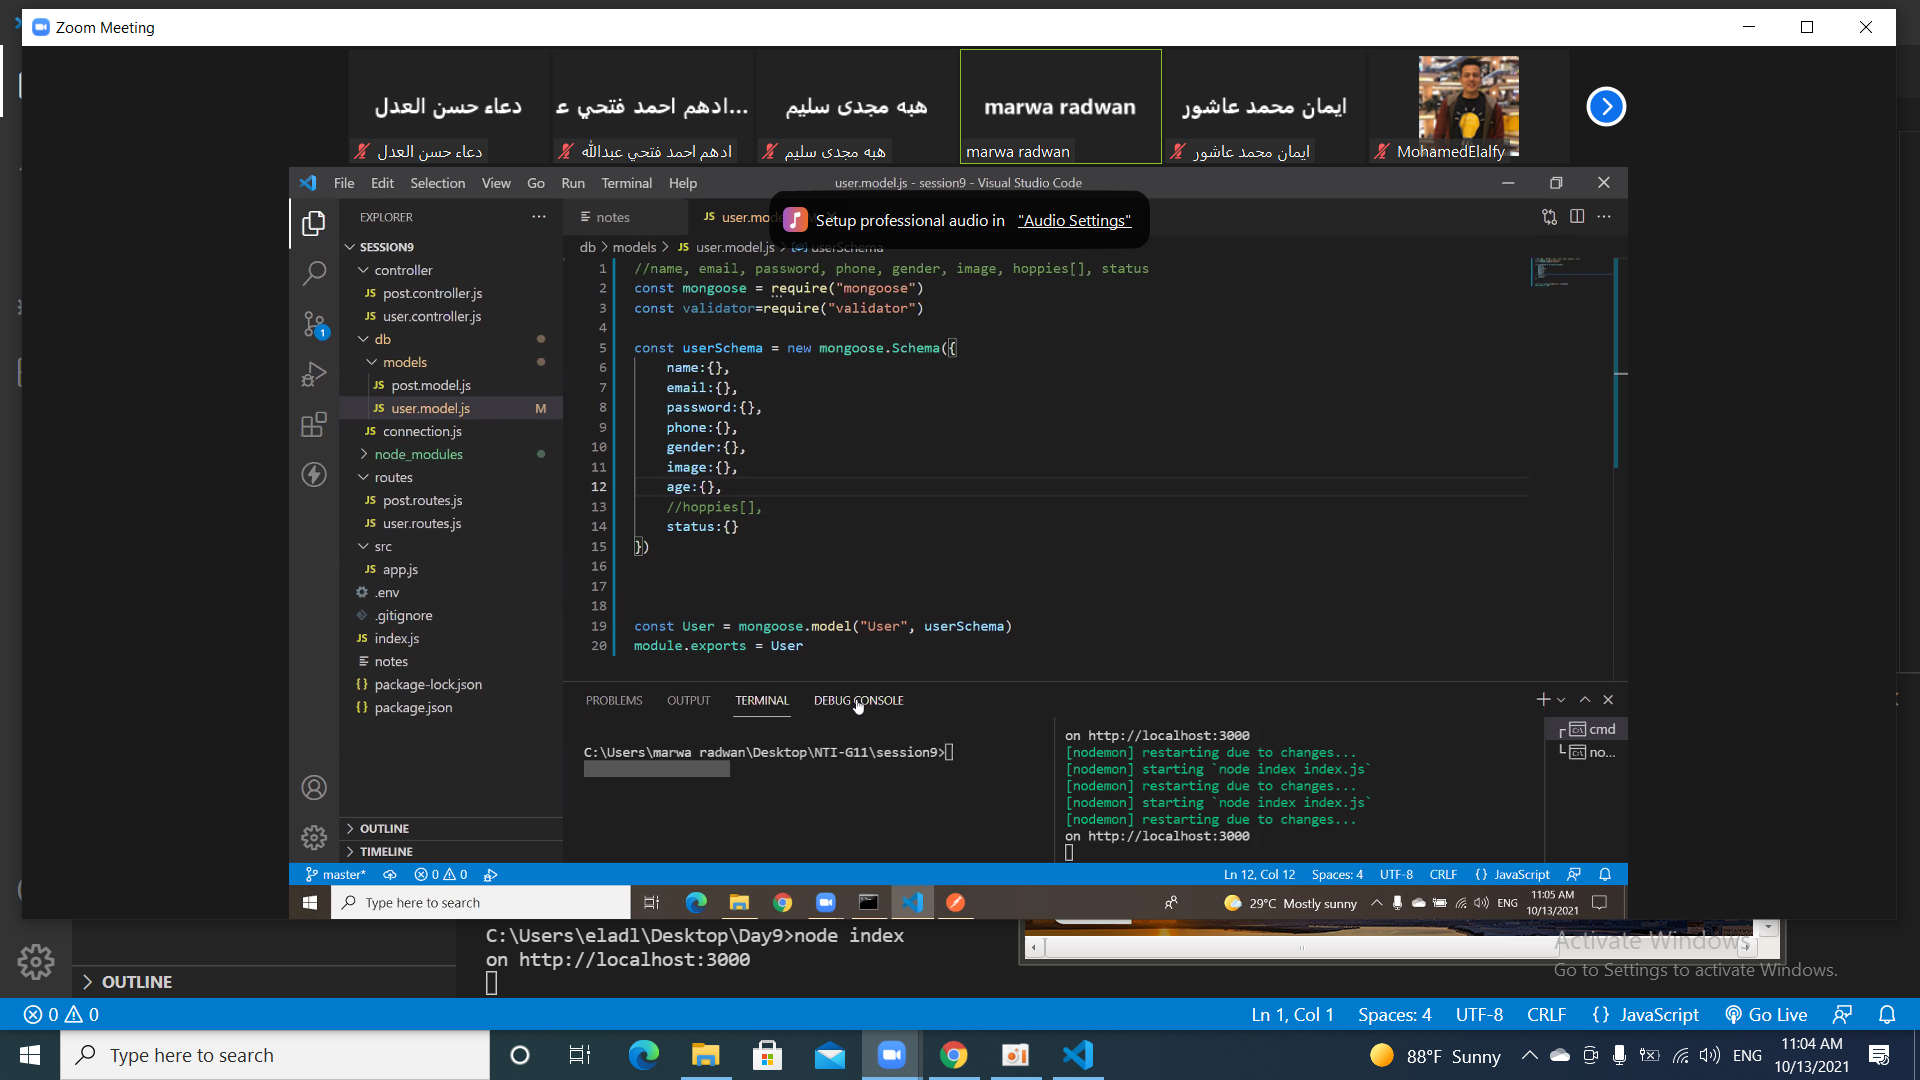 Zoom Meeting
دعاء حسن العدل
ادهم احمد فتحي ع...
هبه مجدى سليم
marwa radwan
ايمان محمد عاشور
دعاء حسن العدل
ادهم احمد فتحي عبدالله
هبه مجدى سليم
marwa radwan
ايمان محمد عاشور
MohamedElalfy
File Edit Selection View Go Run Terminal Help
user.model.js - session9 - Visual Studio Code
Setup professional audio in "Audio Settings"
EXPLORER
SESSION9
controller
post.controller.js
user.controller.js
1
db
models
post.model.js
user.model.js M
connection.js
node_modules
routes
post.routes.js
user.routes.js
src
app.js
.env
.gitignore
index.js
notes
package-lock.json
package.json
OUTLINE
TIMELINE
notes
JS user.mo
db > models > JS user.model.js > userSchema
1 //name, email, password, phone, gender, image, hoppies[], status
2 const mongoose = require("mongoose")
3 const validator=require("validator")
4
5 const userSchema = new mongoose.Schema({
6 name:{},
7 email:{},
8 password:{},
9 phone:{},
10 gender:{},
11 image:{},
12 age:{},
13 //hoppies[],
14 status:{}
15 })
16
17
18
19 const User = mongoose.model("User", userSchema)
20 module.exports = User
PROBLEMS OUTPUT TERMINAL DEBUG CONSOLE
C:\Users\marwa radwan\Desktop\NTI-G11\session9>
on http://localhost:3000
[nodemon] restarting due to changes...
[nodemon] starting `node index index.js`
[nodemon] restarting due to changes...
[nodemon] starting `node index index.js`
[nodemon] restarting due to changes...
on http://localhost:3000
cmd
no...
master* 0 0
Ln 12, Col 12 Spaces: 4 UTF-8 CRLF {} JavaScript
Type here to search
29°C Mostly sunny ENG
11:05 AM
10/13/2021
C:\Users\eladl\Desktop\Day9>node index
on http://localhost:3000
OUTLINE
Activate Windows
Go to Settings to activate Windows.
0 0
Ln 1, Col 1 Spaces: 4 UTF-8 CRLF {} JavaScript Go Live
Type here to search
88°F Sunny ENG
11:04 AM
10/13/2021